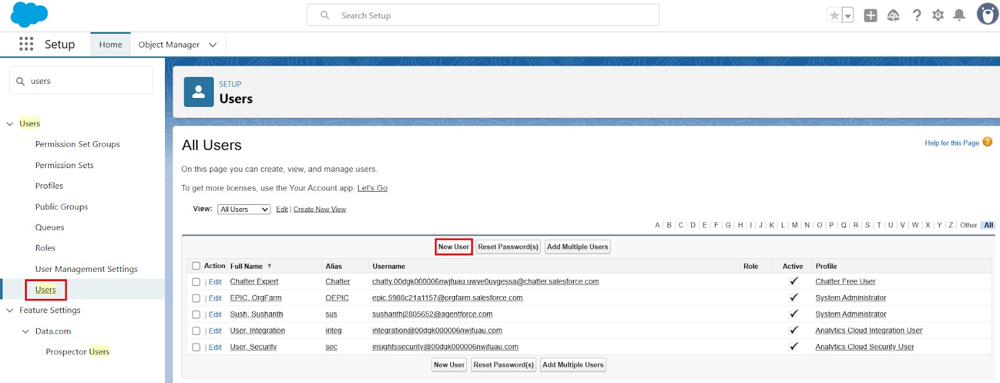 Search Setup
Setup Home Object Manager
users
Users
Permission Set Groups
Permission Sets
Profiles
Public Groups
Queues
Roles
User Management Settings
Users
Feature Settings
Data.com
Prospector Users
SETUP
Users
All Users
Help for this Page ?
On this page you can create, view, and manage users.
To get more licenses, use the Your Account app. Let's Go
View: All Users Edit | Create New View
A | B | C | D | E | F | G | H | I | J | K | L | M | N | O | P | Q | R | S | T | U | V | W | X | Y | Z | Other All
New User Reset Password(s) Add Multiple Users
Action Full Name ↑ Alias Username Role Active Profile
| Edit Chatter Expert Chatter chatty.00dgk000006nwjfuau.uwve0uvgessa@chatter.salesforce.com ✓ Chatter Free User
| Edit EPIC, OrgFarm OEPIC epic.5988c21a1157@orgfarm.salesforce.com ✓ System Administrator
| Edit Sush, Sushanth sus sushanthj2805652@agentforce.com ✓ System Administrator
| Edit User, Integration integ integration@00dgk000006nwjfuau.com ✓ Analytics Cloud Integration User
| Edit User, Security sec insightssecurity@00dgk000006nwjfuau.com ✓ Analytics Cloud Security User
New User Reset Password(s) Add Multiple Users